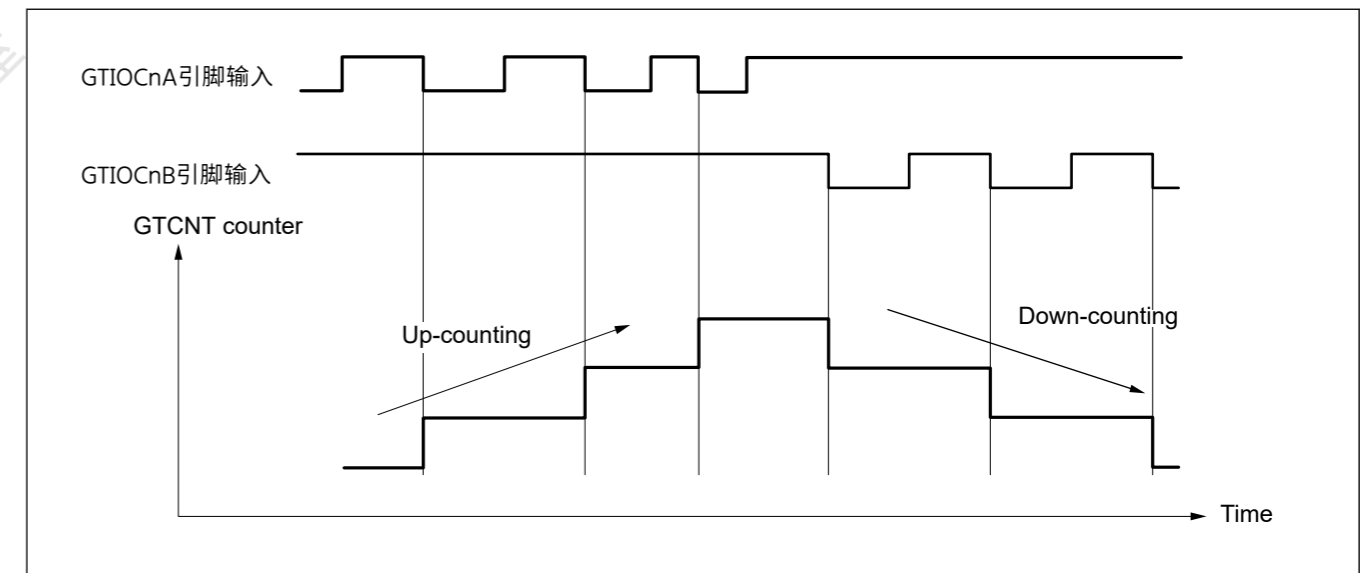 GTIOCnA引脚输入
GTIOCnB引脚输入
GTCNT counter
Up-counting
Down-counting
Time